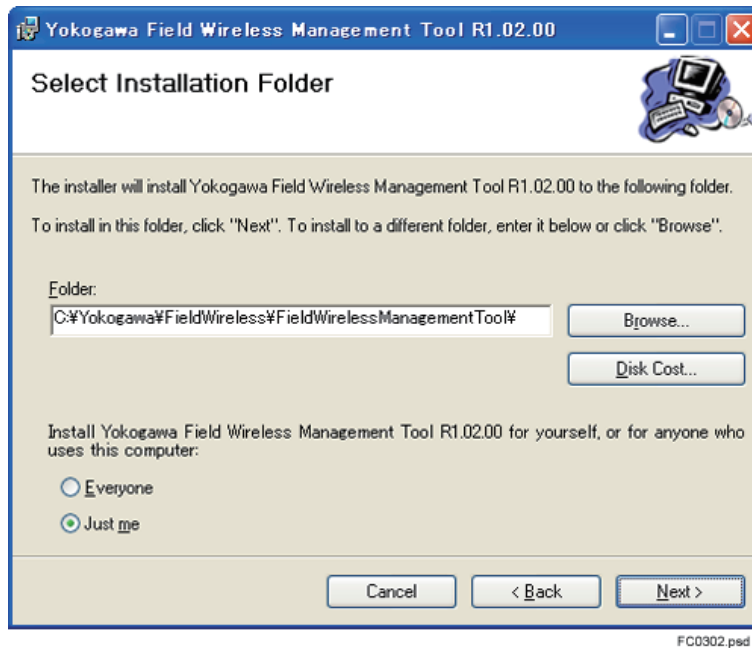 Yokogawa Field Wireless Management Tool R1.02.00
Select Installation Folder
The installer will install Yokogawa Field Wireless Management Tool R1.02.00 to the following folder.
To install in this folder, click "Next". To install to a different folder, enter it below or click "Browse".
Folder:
C:¥Yokogawa¥FieldWireless¥FieldWirelessManagementTool¥
Browse...
Disk Cost...
Install Yokogawa Field Wireless Management Tool R1.02.00 for yourself, or for anyone who
uses this computer:
Everyone
Just me
Cancel
< Back
Next >
FC0302.psd